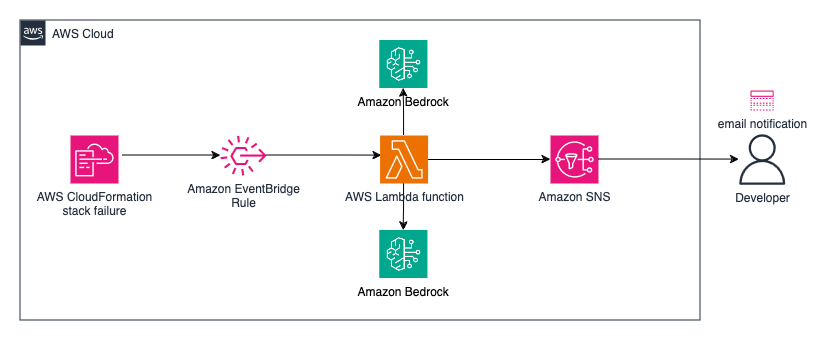 aws
AWS Cloud
Amazon Bedrock
email notification
AWS CloudFormation
stack failure
Amazon EventBridge
Rule
AWS Lambda function
Amazon SNS
Developer
Amazon Bedrock